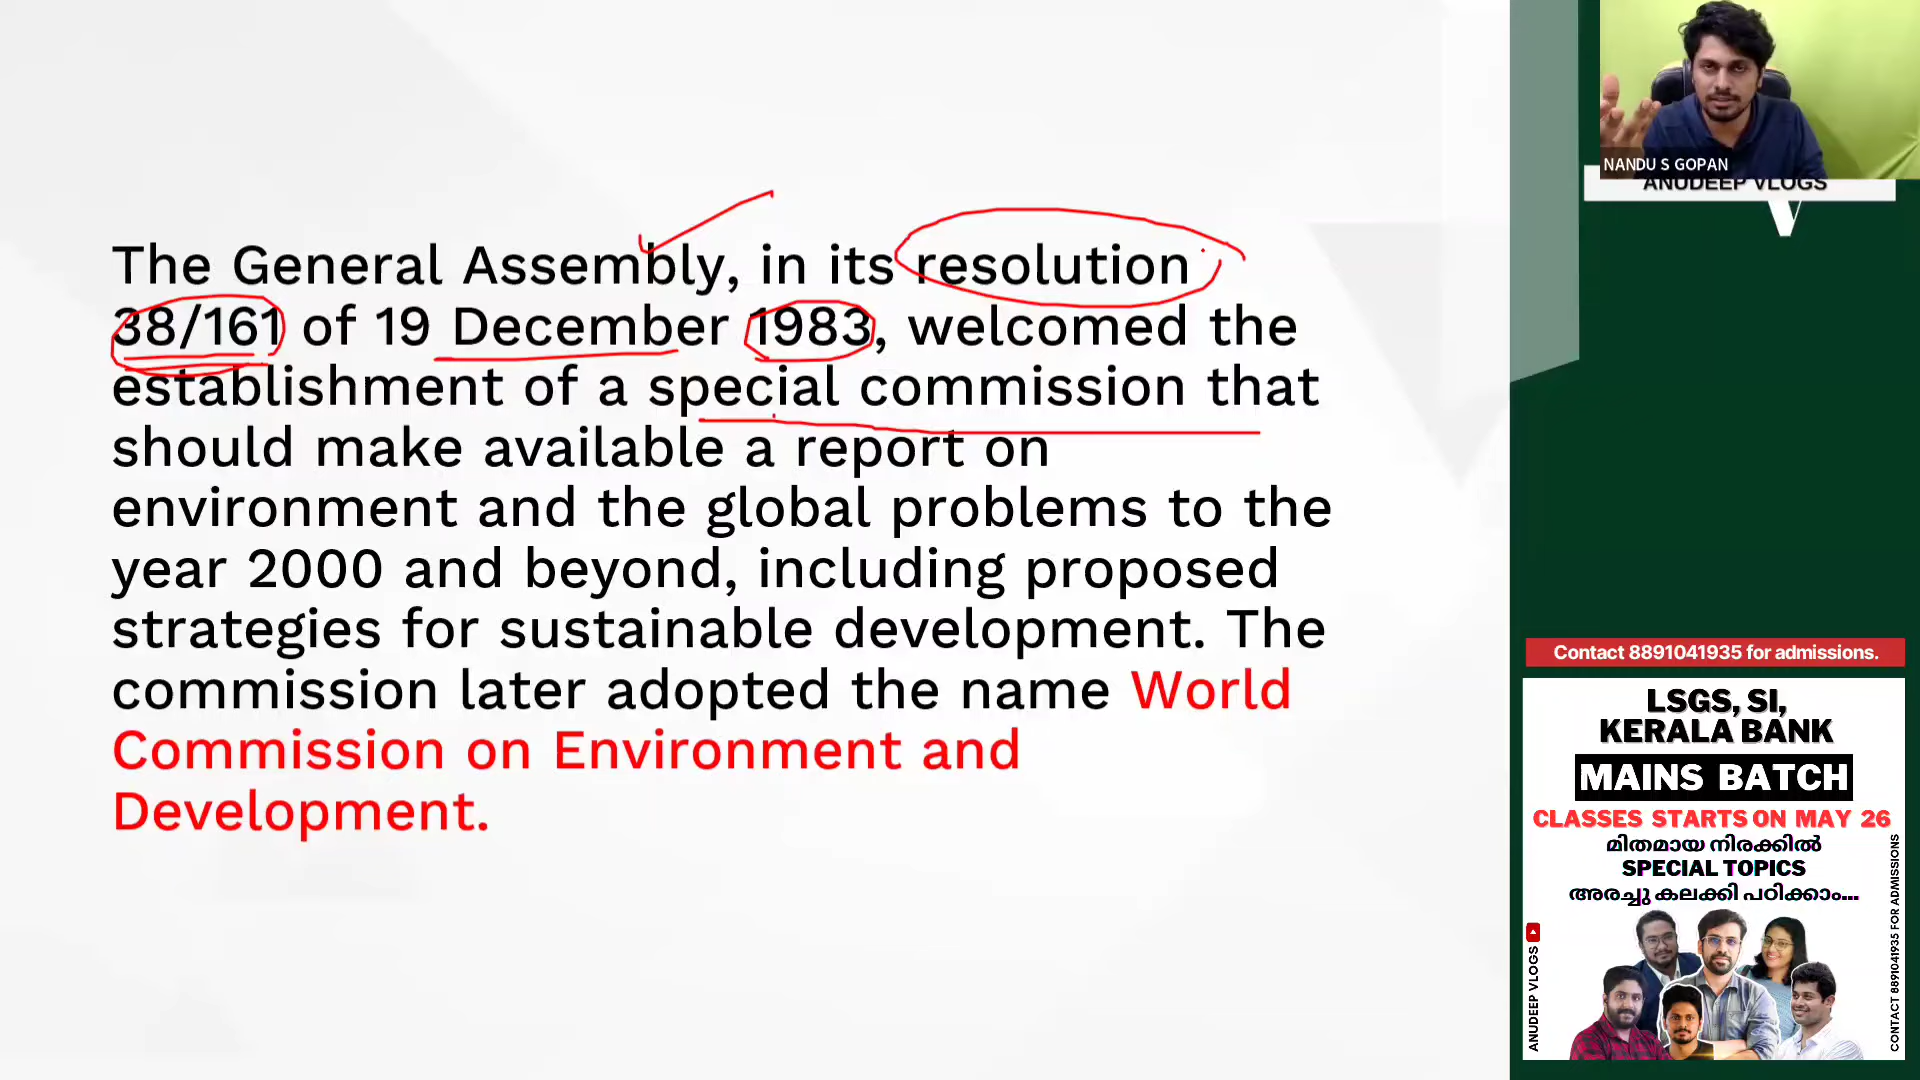 The General Assembly, in its resolution
38/161 of 19 December 1983, welcomed the
establishment of a special commission that
should make available a report on
environment and the global problems to the
year 2000 and beyond, including proposed
strategies for sustainable development. The
commission later adopted the name World
Commission on Environment and
Development.
NANDU S GOPAN
ANUDEEP VLOGS
Contact 8891041935 for admissions.
LSGS, SI,
KERALA BANK
MAINS BATCH
CLASSES STARTS ON MAY 26
മിതമായ നിരക്കിൽ
SPECIAL TOPICS
അരച്ചു കലക്കി പഠിക്കാം...
ANUDEEP VLOGS
CONTACT 8891041935 FOR ADMISSIONS